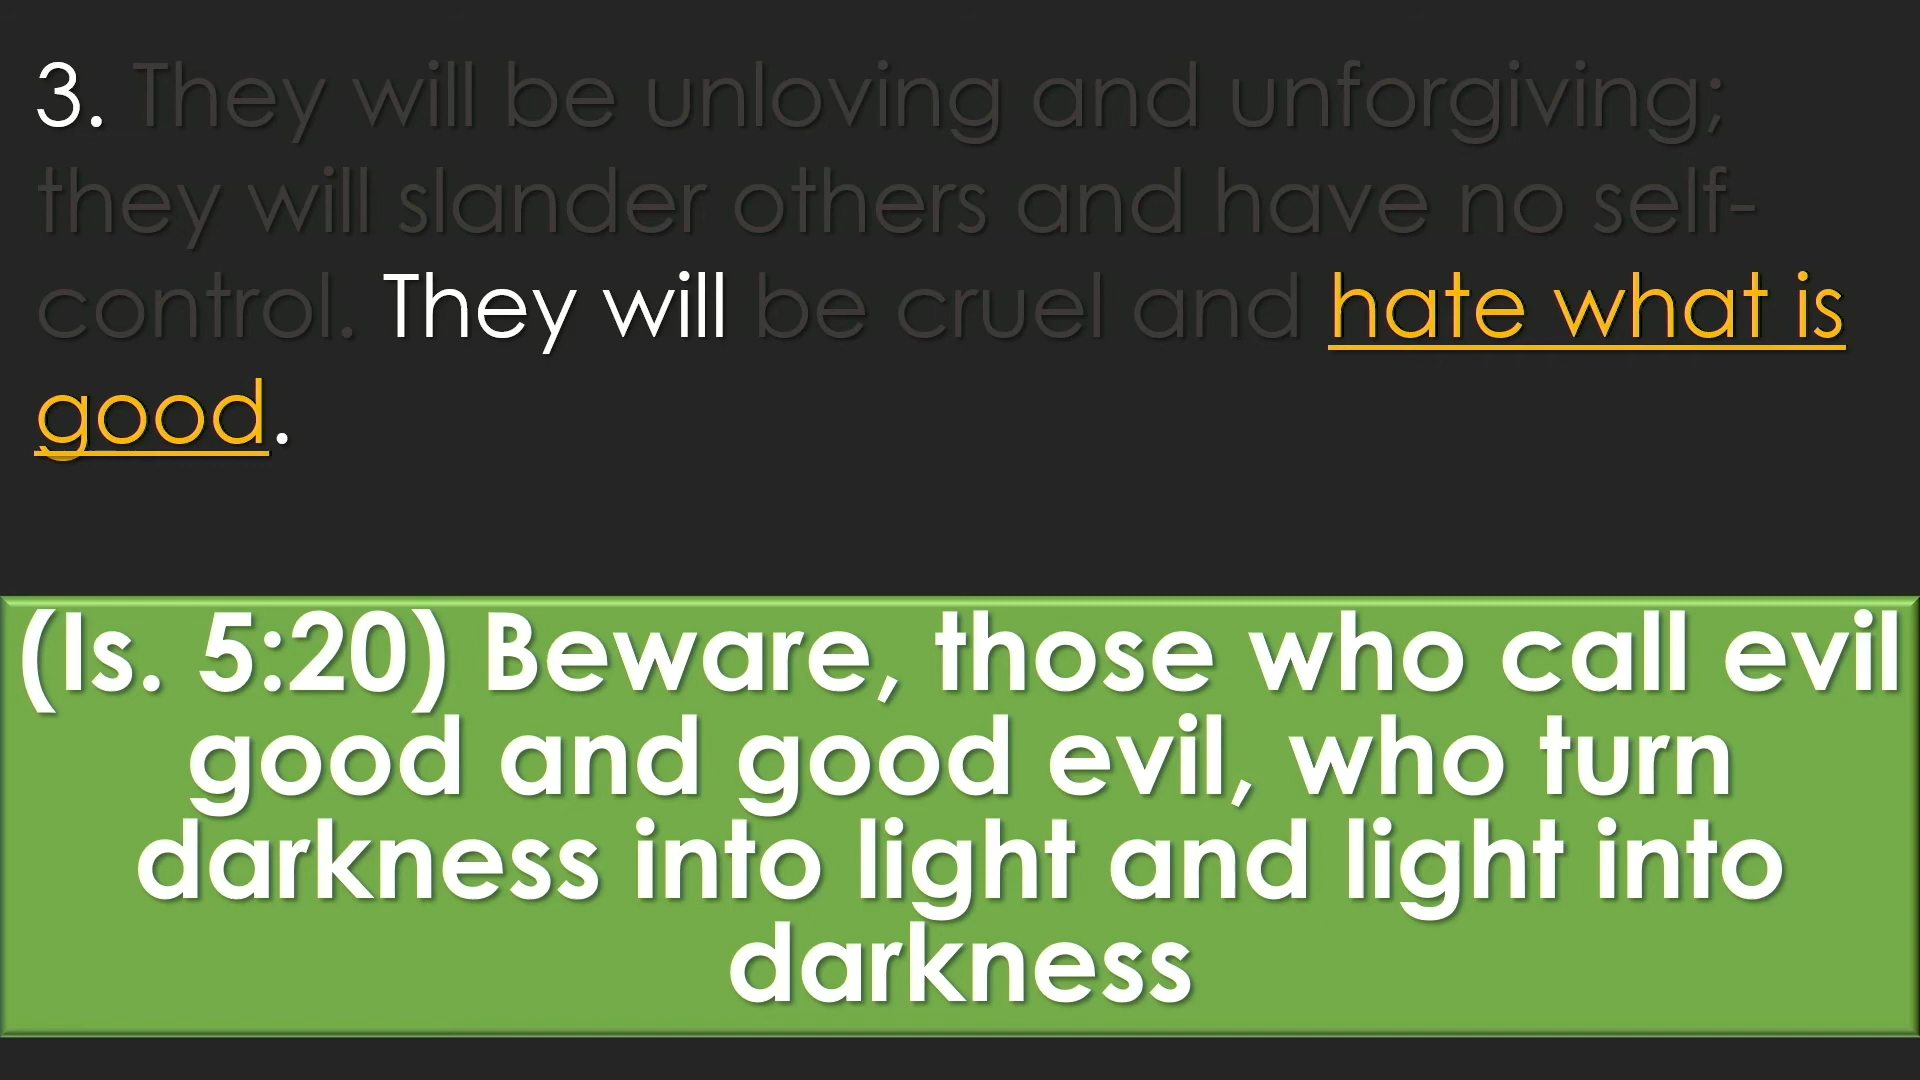 3. They will be unloving and unforgiving;
they will slander others and have no self-
control. They will be cruel and hate what is
good.
(Is. 5:20) Beware, those who call evil
good and good evil, who turn
darkness into light and light into
darkness